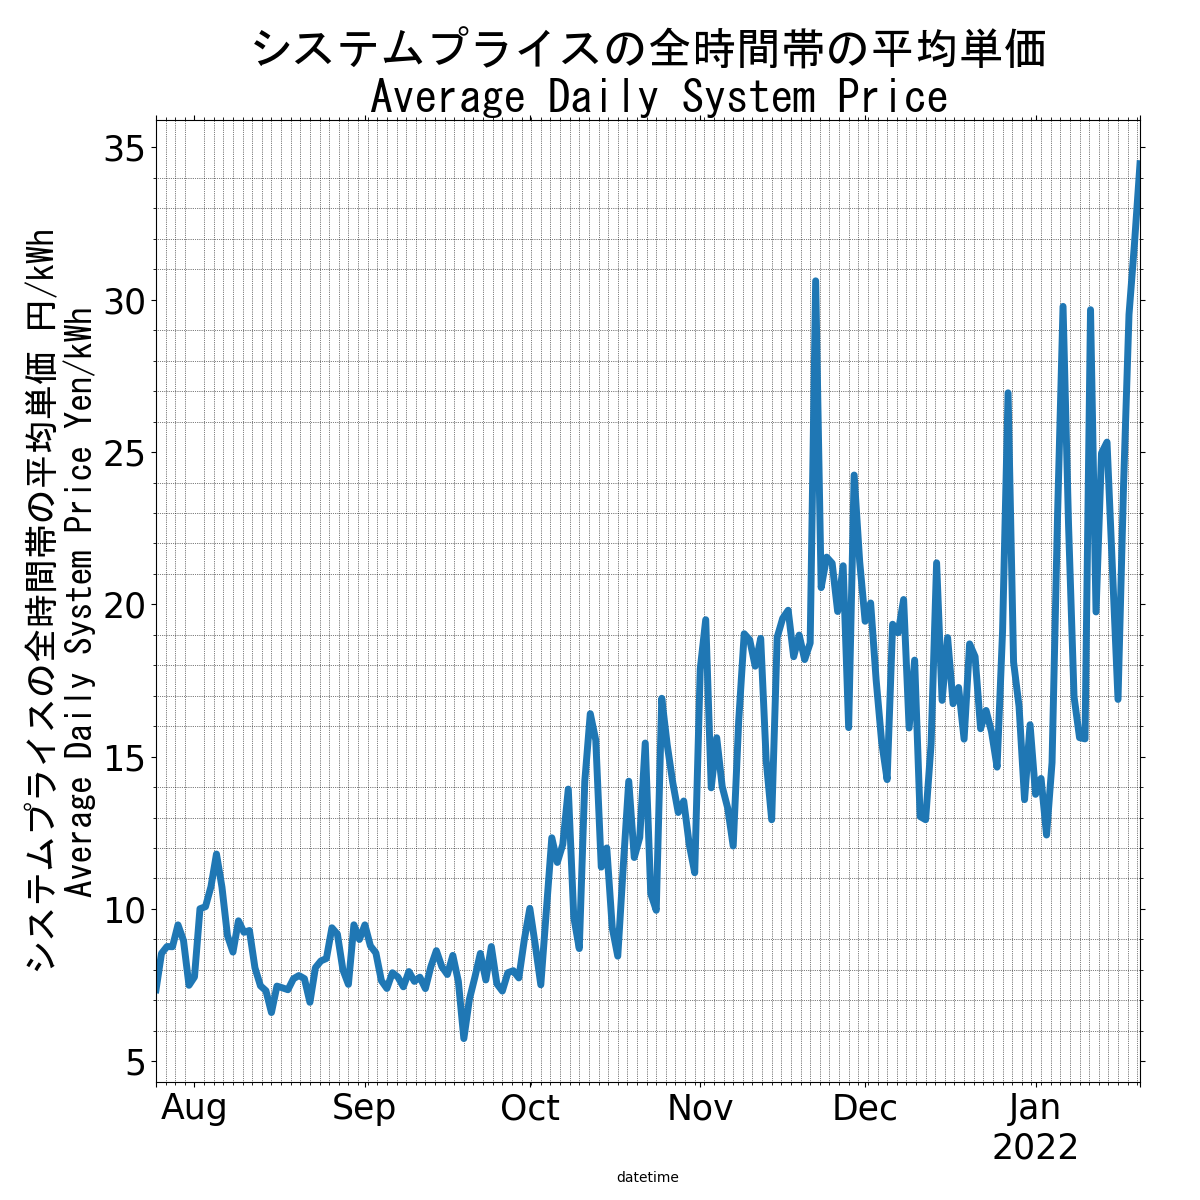 システムプライスの全時間帯の平均単価
Average Daily System Price
システムプライスの全時間帯の平均単価 円/kWh
Average Daily System Price Yen/kWh
35
30
25
20
15
10
5
Aug
Sep
Oct
Nov
Dec
Jan
2022
datetime